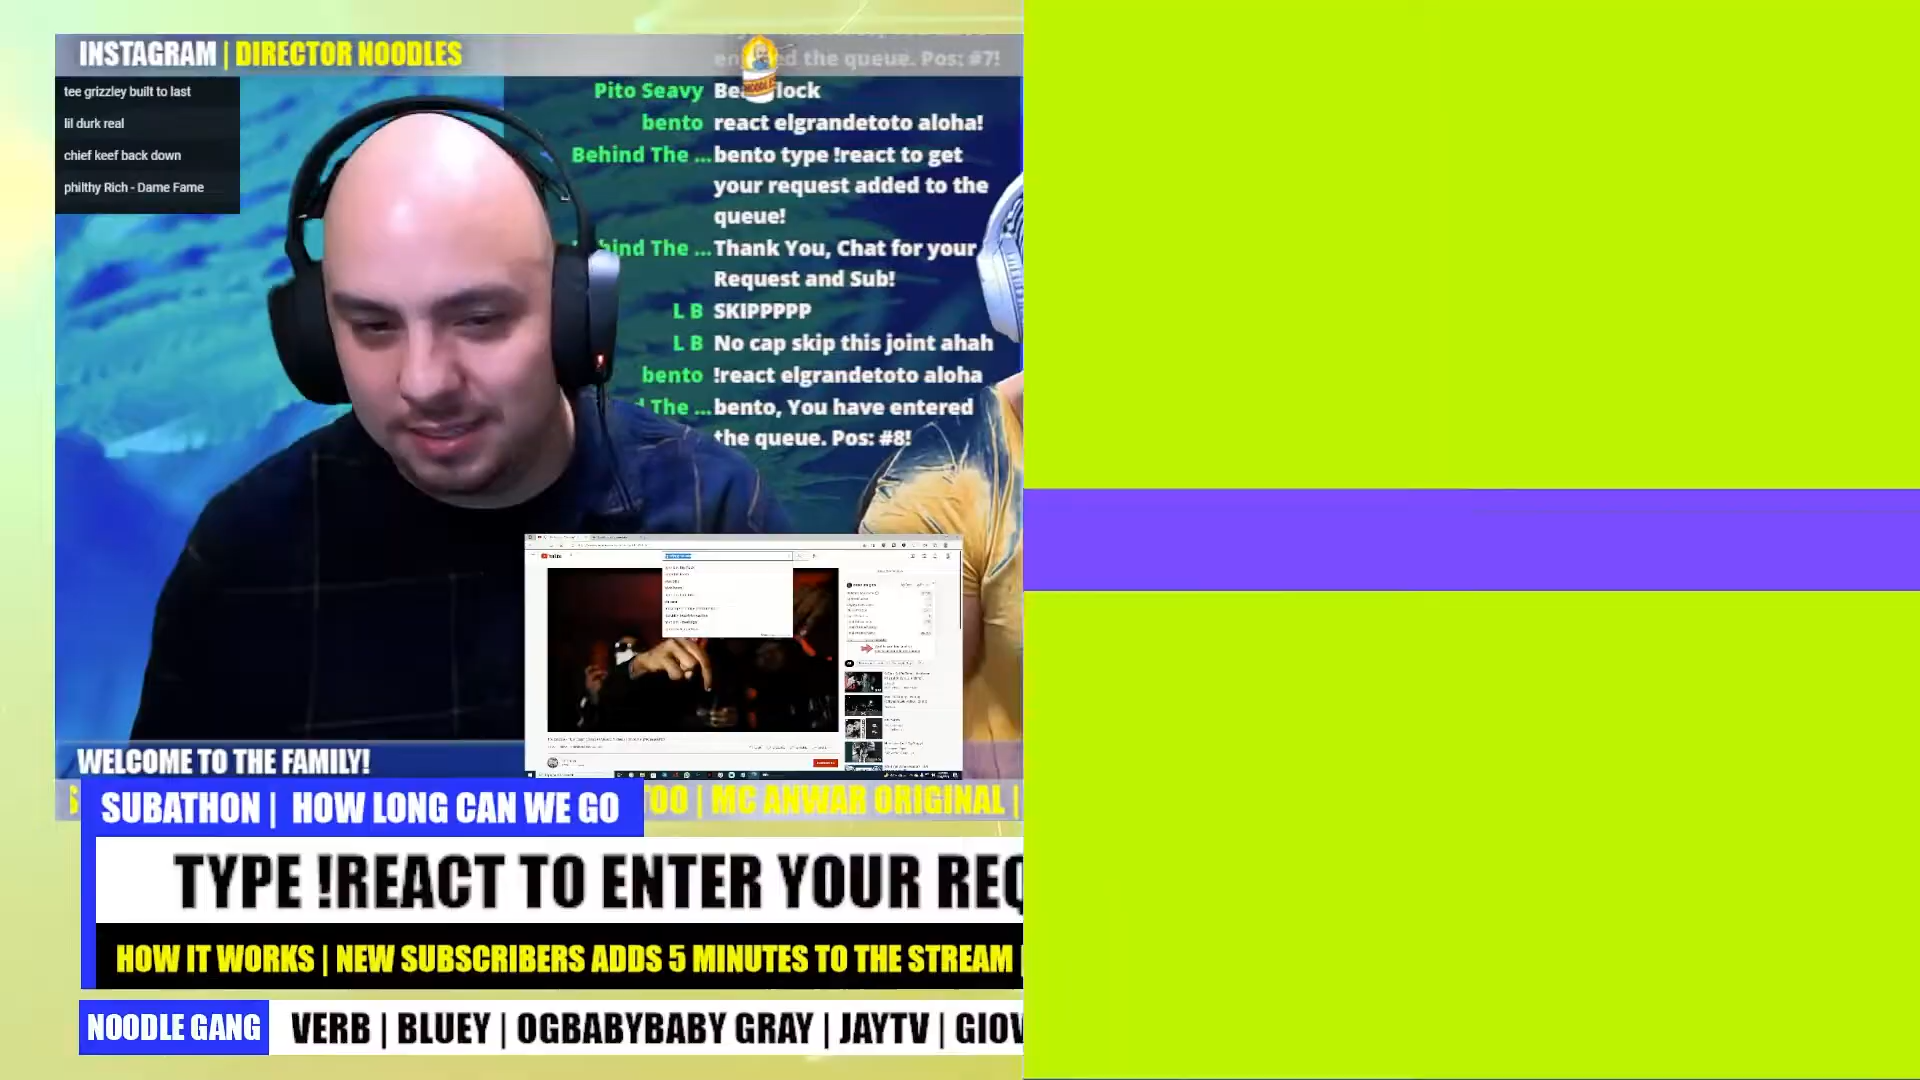 INSTAGRAM | DIRECTOR NOODLES
tee grizzley built to last
lil durk real
chief keef back down
philthy Rich - Dame Fame
the queue. Pos: #7!
Pito Seavy
bento react elgrandetoto aloha!
Behind The ... bento type !react to get
your request added to the
queue!
The ... Thank You, Chat for your
Request and Sub!
L B SKIPPPPP
L B No cap skip this joint ahah
bento !react elgrandetoto aloha
The ... bento, You have entered
the queue. Pos: #8!
WELCOME TO THE FAMILY!
SUBATHON | HOW LONG CAN WE GO
| MC ANWAR ORIGINAL |
TYPE !REACT TO ENTER YOUR REQ
HOW IT WORKS | NEW SUBSCRIBERS ADDS 5 MINUTES TO THE STREAM |
NOODLE GANG VERB | BLUEY | OGBABYBABY GRAY | JAYTV | GIOV